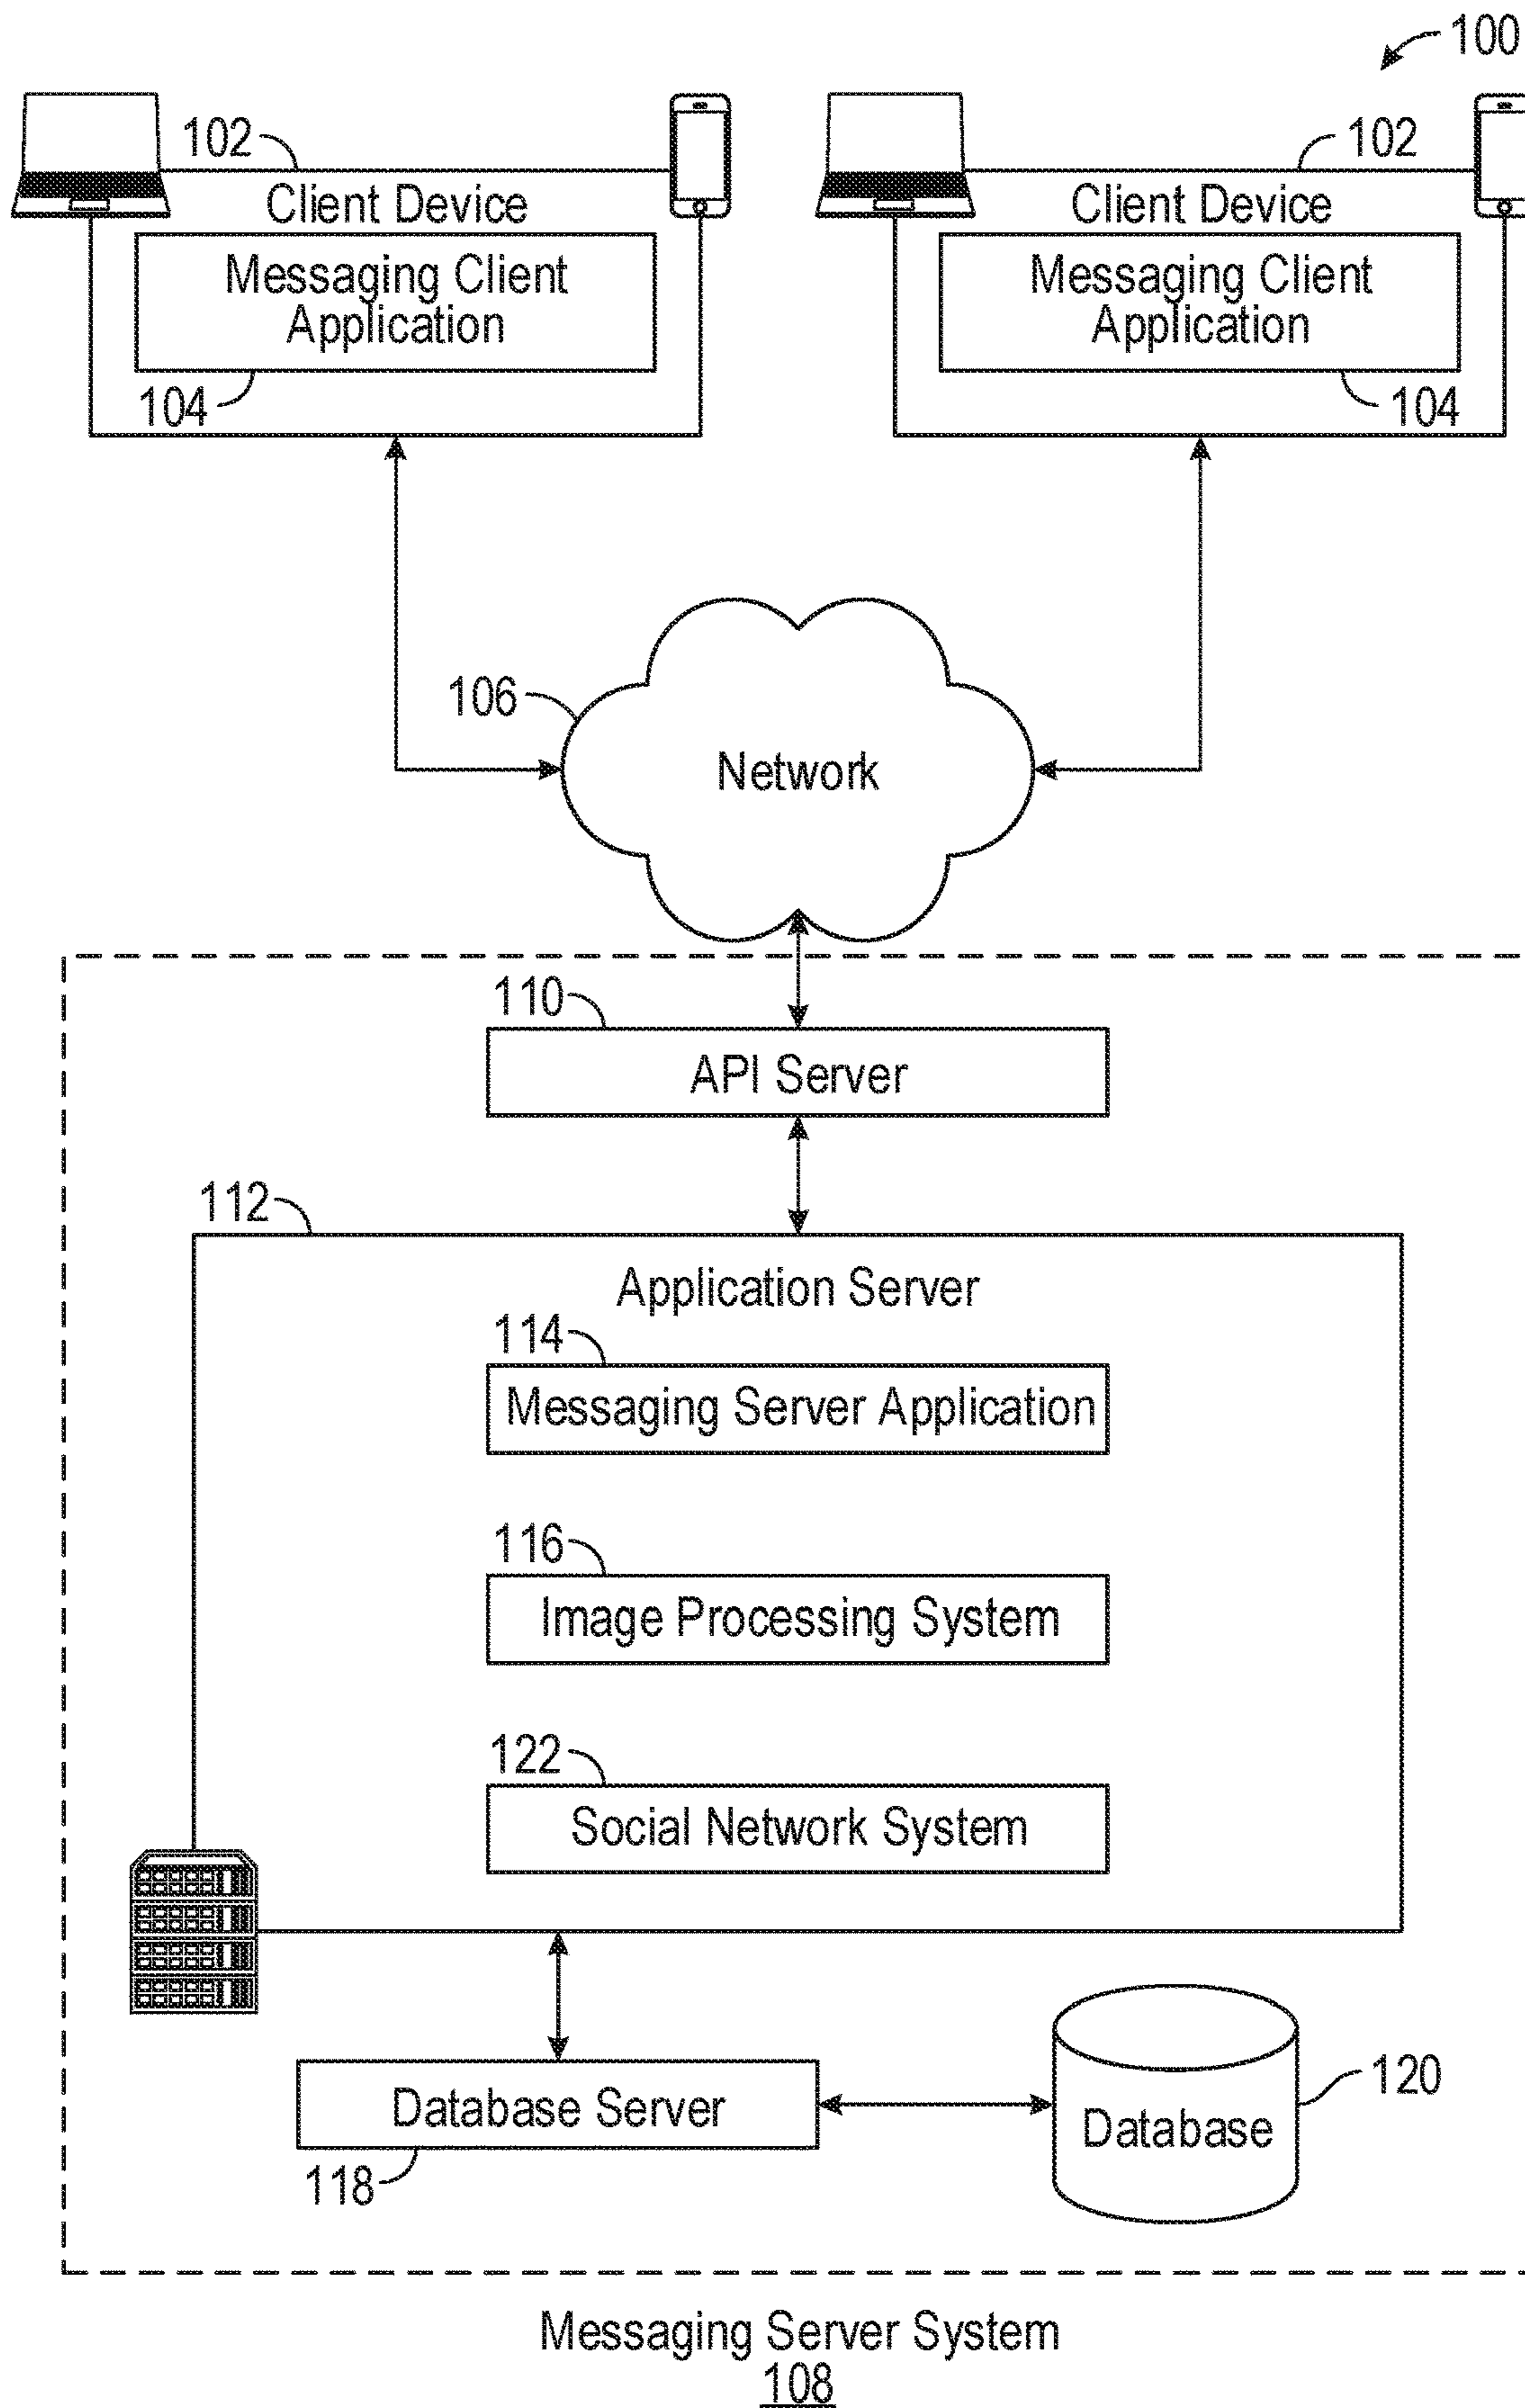 100
102
Client Device
Messaging Client
Application
104
102
Client Device
Messaging Client
Application
104
106
Network
110
API Server
112
Application Server
114
Messaging Server Application
116
Image Processing System
122
Social Network System
Database Server
118
Database
120
Messaging Server System
108